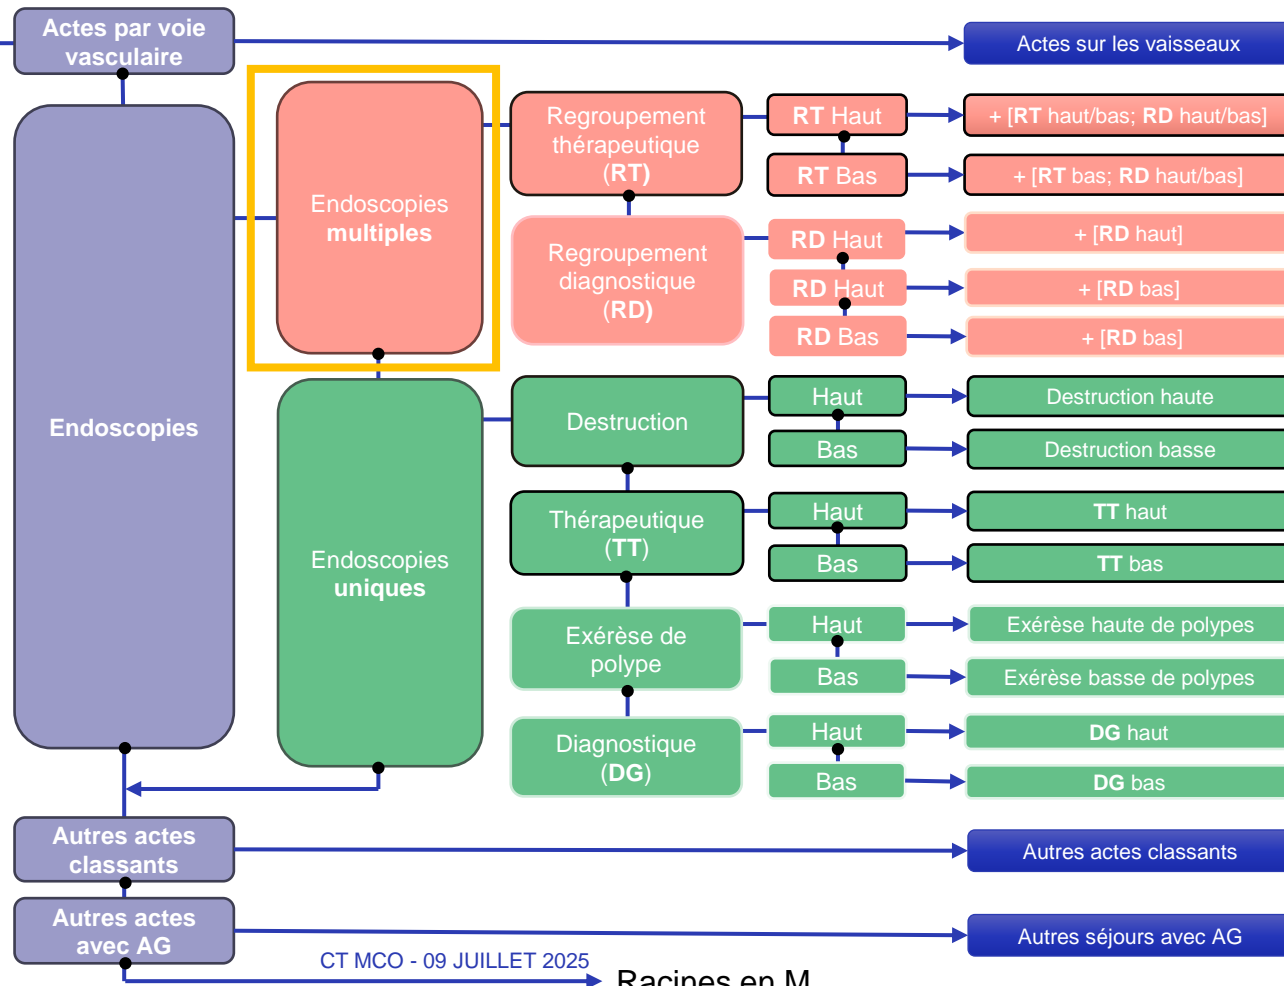 Actes par voie
vasculaire
Actes sur les vaisseaux
Endoscopies
Endoscopies
multiples
Regroupement
thérapeutique
(RT)
RT Haut
+ [RT haut/bas; RD haut/bas]
RT Bas
+ [RT bas; RD haut/bas]
Regroupement
diagnostique
(RD)
RD Haut
+ [RD haut]
RD Haut
+ [RD bas]
RD Bas
+ [RD bas]
Endoscopies
uniques
Destruction
Haut
Destruction haute
Bas
Destruction basse
Thérapeutique
(TT)
Haut
TT haut
Bas
TT bas
Exérèse de
polype
Haut
Exérèse haute de polypes
Bas
Exérèse basse de polypes
Diagnostique
(DG)
Haut
DG haut
Bas
DG bas
Autres actes
classants
Autres actes classants
Autres actes
avec AG
Autres séjours avec AG
CT MCO - 09 JUILLET 2025
Racines en M